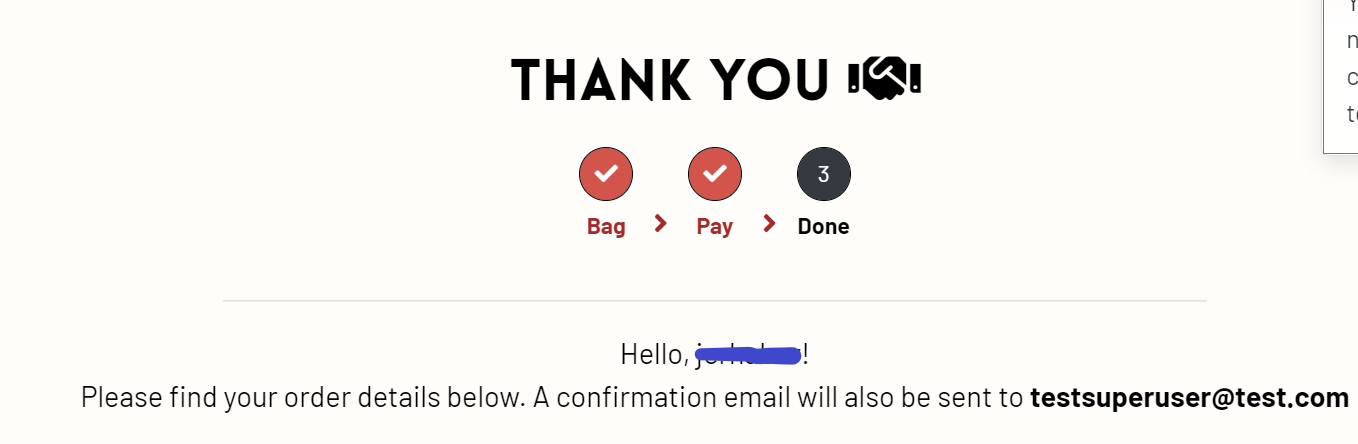 THANK YOU
3
Bag Pay Done
Hello, !
Please find your order details below. A confirmation email will also be sent to testsuperuser@test.com